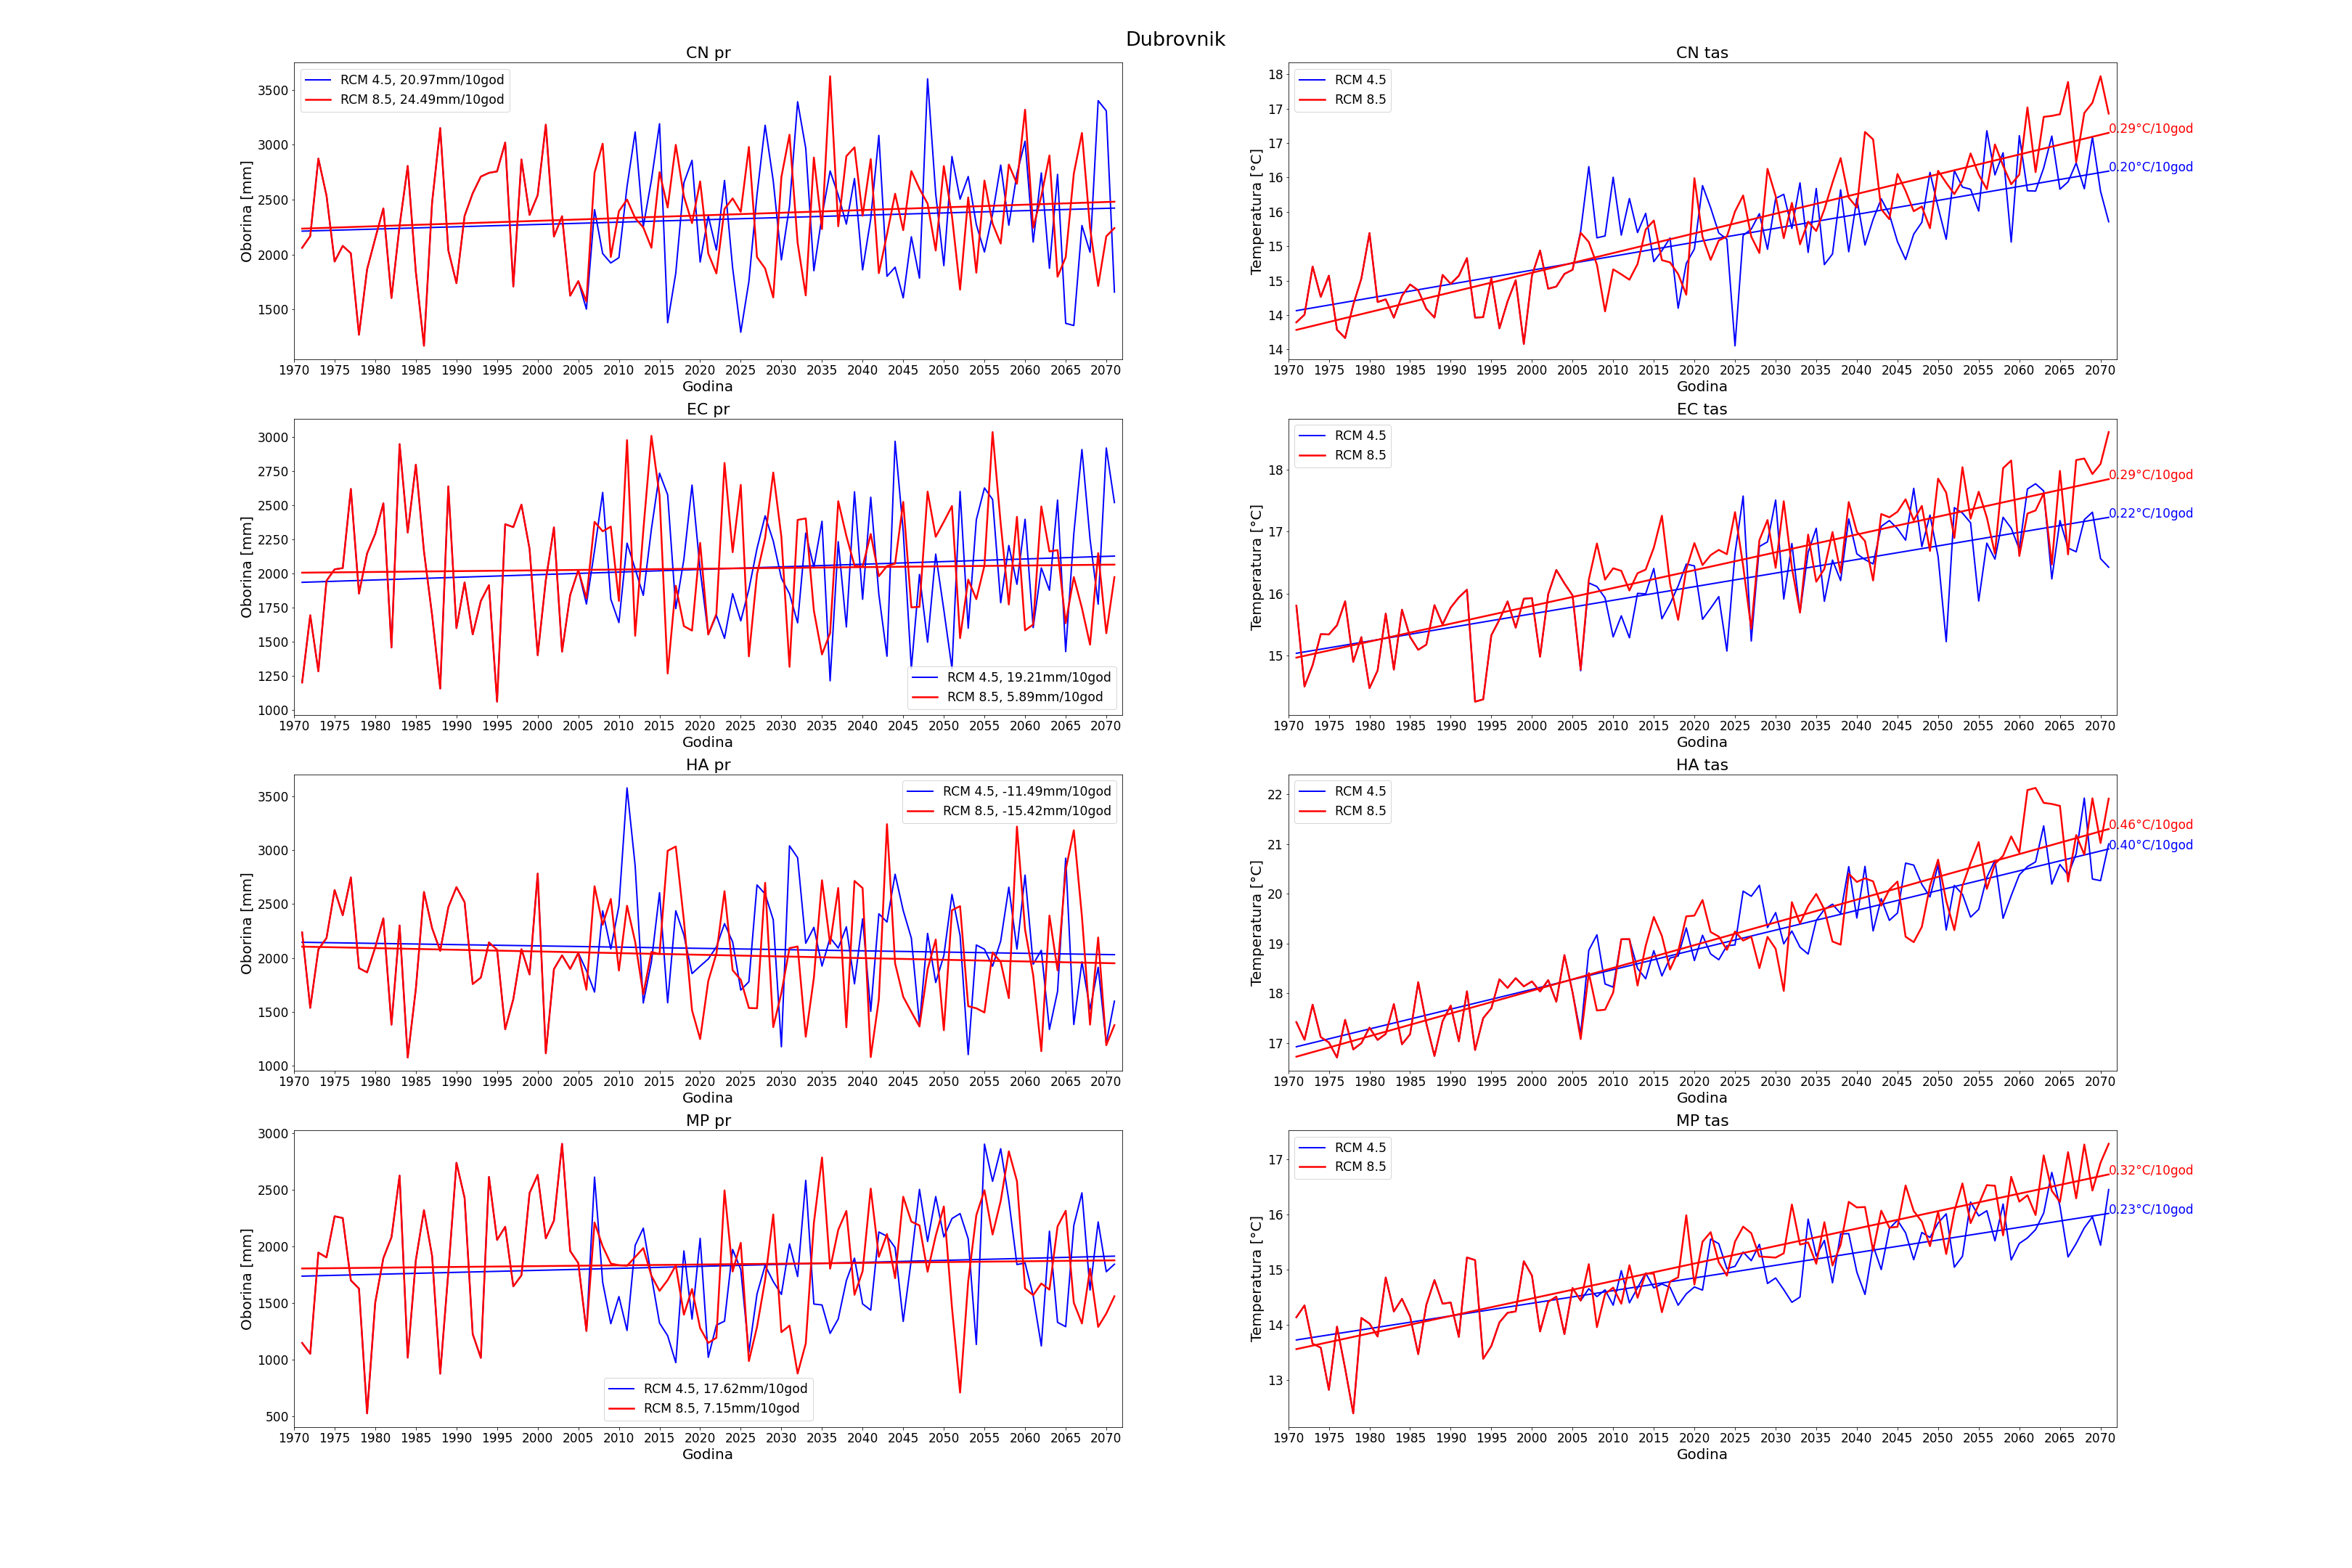 Dubrovnik
CN pr
Oborina [mm]
3500
3000
2500
2000
1500
RCM 4.5, 20.97mm/10god
RCM 8.5, 24.49mm/10god
1970 1975 1980 1985 1990 1995 2000 2005 2010 2015 2020 2025 2030 2035 2040 2045 2050 2055 2060 2065 2070
Godina
CN tas
Temperatura [°C]
18
17
17
16
16
15
15
14
14
RCM 4.5
RCM 8.5
0.29°C/10god
0.20°C/10god
1970 1975 1980 1985 1990 1995 2000 2005 2010 2015 2020 2025 2030 2035 2040 2045 2050 2055 2060 2065 2070
Godina
EC pr
Oborina [mm]
3000
2750
2500
2250
2000
1750
1500
1250
1000
RCM 4.5, 19.21mm/10god
RCM 8.5, 5.89mm/10god
1970 1975 1980 1985 1990 1995 2000 2005 2010 2015 2020 2025 2030 2035 2040 2045 2050 2055 2060 2065 2070
Godina
EC tas
Temperatura [°C]
18
17
16
15
RCM 4.5
RCM 8.5
0.29°C/10god
0.22°C/10god
1970 1975 1980 1985 1990 1995 2000 2005 2010 2015 2020 2025 2030 2035 2040 2045 2050 2055 2060 2065 2070
Godina
HA pr
Oborina [mm]
3500
3000
2500
2000
1500
1000
RCM 4.5, -11.49mm/10god
RCM 8.5, -15.42mm/10god
1970 1975 1980 1985 1990 1995 2000 2005 2010 2015 2020 2025 2030 2035 2040 2045 2050 2055 2060 2065 2070
Godina
HA tas
Temperatura [°C]
22
21
20
19
18
17
RCM 4.5
RCM 8.5
0.46°C/10god
0.40°C/10god
1970 1975 1980 1985 1990 1995 2000 2005 2010 2015 2020 2025 2030 2035 2040 2045 2050 2055 2060 2065 2070
Godina
MP pr
Oborina [mm]
3000
2500
2000
1500
1000
500
RCM 4.5, 17.62mm/10god
RCM 8.5, 7.15mm/10god
1970 1975 1980 1985 1990 1995 2000 2005 2010 2015 2020 2025 2030 2035 2040 2045 2050 2055 2060 2065 2070
Godina
MP tas
Temperatura [°C]
17
16
15
14
13
RCM 4.5
RCM 8.5
0.32°C/10god
0.23°C/10god
1970 1975 1980 1985 1990 1995 2000 2005 2010 2015 2020 2025 2030 2035 2040 2045 2050 2055 2060 2065 2070
Godina